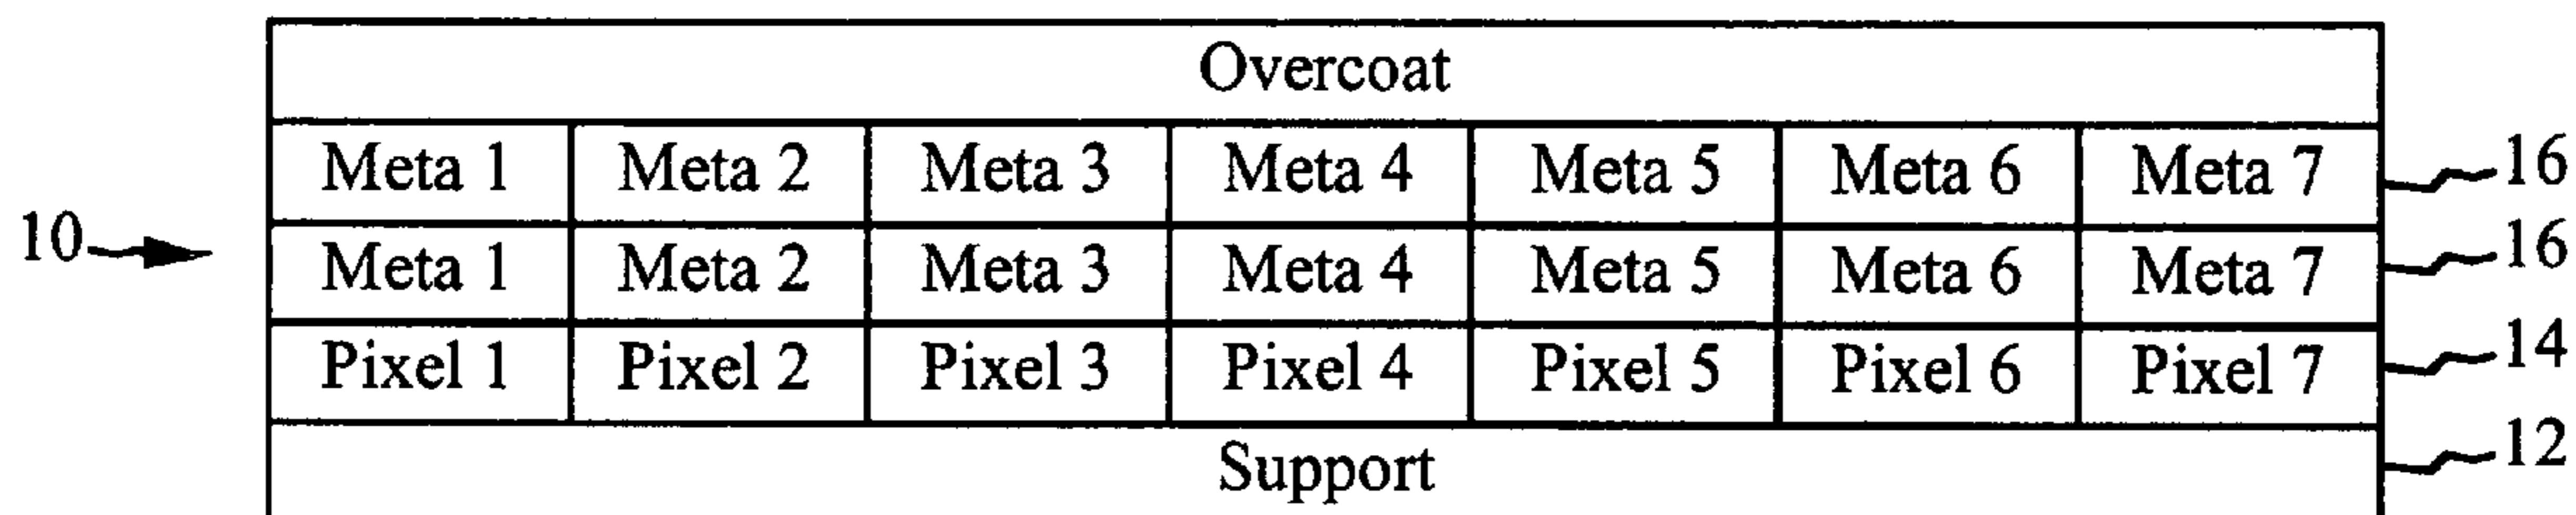 Overcoat
Meta 1 Meta 2 Meta 3 Meta 4 Meta 5 Meta 6 Meta 7 16
10 Meta 1 Meta 2 Meta 3 Meta 4 Meta 5 Meta 6 Meta 7 16
Pixel 1 Pixel 2 Pixel 3 Pixel 4 Pixel 5 Pixel 6 Pixel 7 14
Support 12